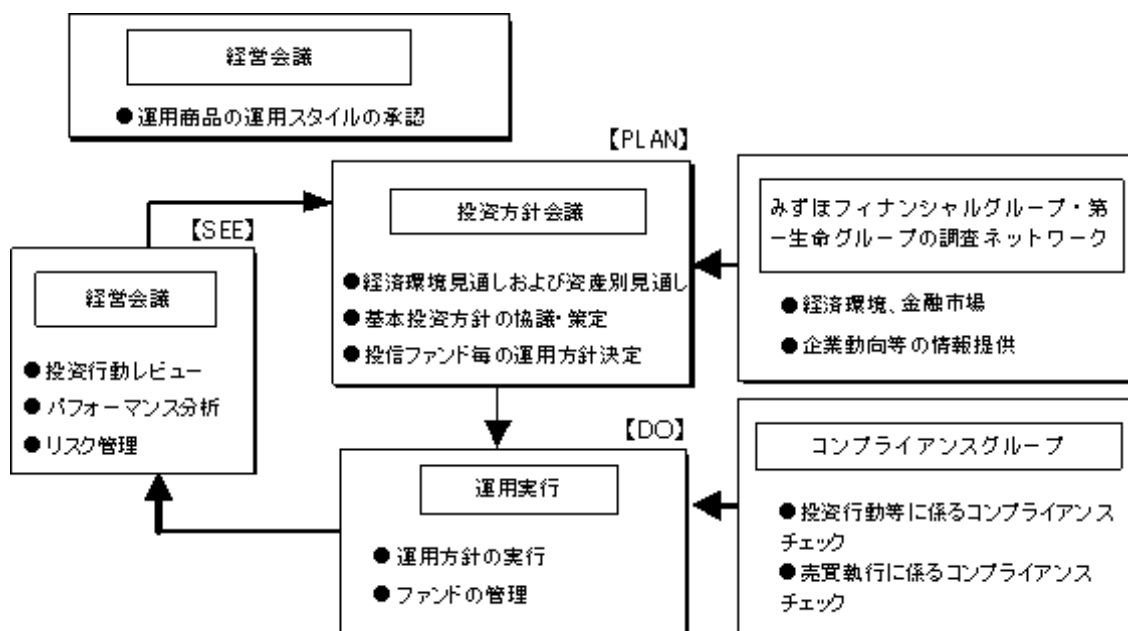 経営会議
●運用商品の運用スタイルの承認
【PLAN】
投資方針会議
●経済環境見通しおよび資産別見通し
●基本投資方針の協議・策定
●投信ファンド毎の運用方針決定
みずほフィナンシャルグループ・第
一生命グループの調査ネットワーク
●経済環境、金融市場
●企業動向等の情報提供
【SEE】
経営会議
●投資行動レビュー
●パフォーマンス分析
●リスク管理
【DO】
運用実行
●運用方針の実行
●ファンドの管理
コンプライアンスグループ
●投資行動等に係るコンプライアンス
チェック
●売買執行に係るコンプライアンス
チェック